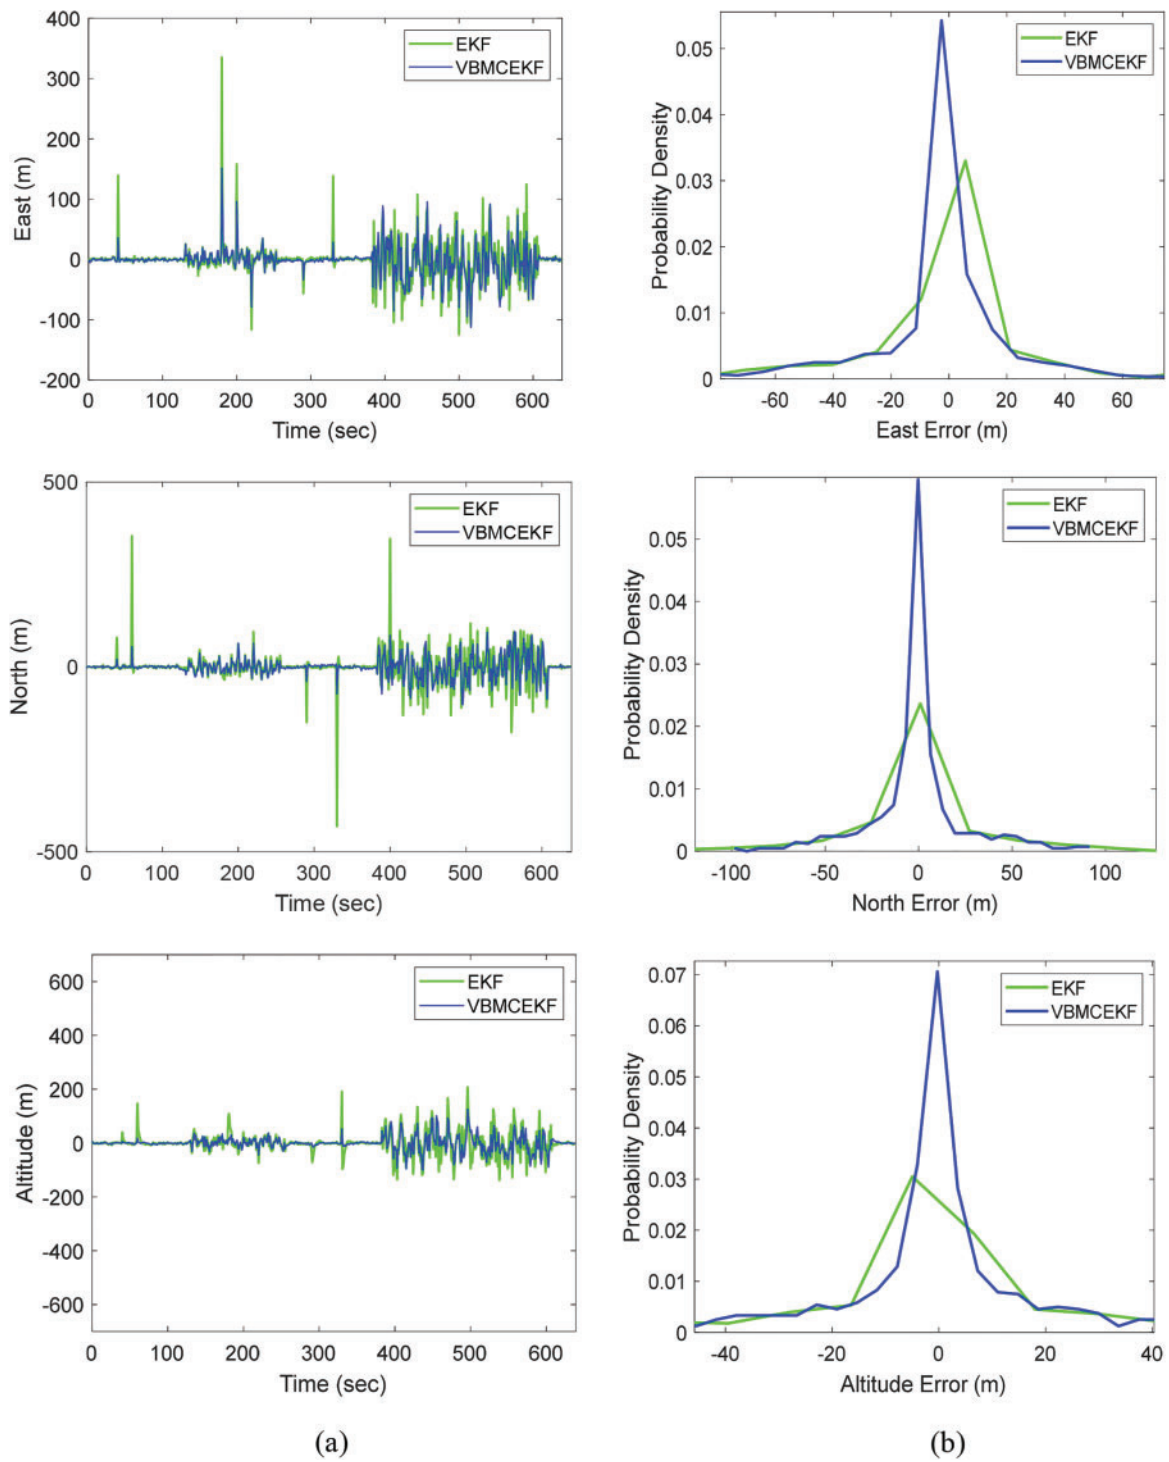 400
300
200
100
0
-100
-200
East (m)
EKF
VBMCEKF
0 100 200 300 400 500 600
Time (sec)
0.05
0.04
0.03
0.02
0.01
0
Probability Density
EKF
VBMCEKF
-60 -40 -20 0 20 40 60
East Error (m)
500
0
-500
North (m)
EKF
VBMCEKF
0 100 200 300 400 500 600
Time (sec)
0.05
0.04
0.03
0.02
0.01
0
Probability Density
EKF
VBMCEKF
-100 -50 0 50 100
North Error (m)
600
400
200
0
-200
-400
-600
Altitude (m)
EKF
VBMCEKF
0 100 200 300 400 500 600
Time (sec)
0.07
0.06
0.05
0.04
0.03
0.02
0.01
0
Probability Density
EKF
VBMCEKF
-40 -20 0 20 40
Altitude Error (m)
(a)
(b)